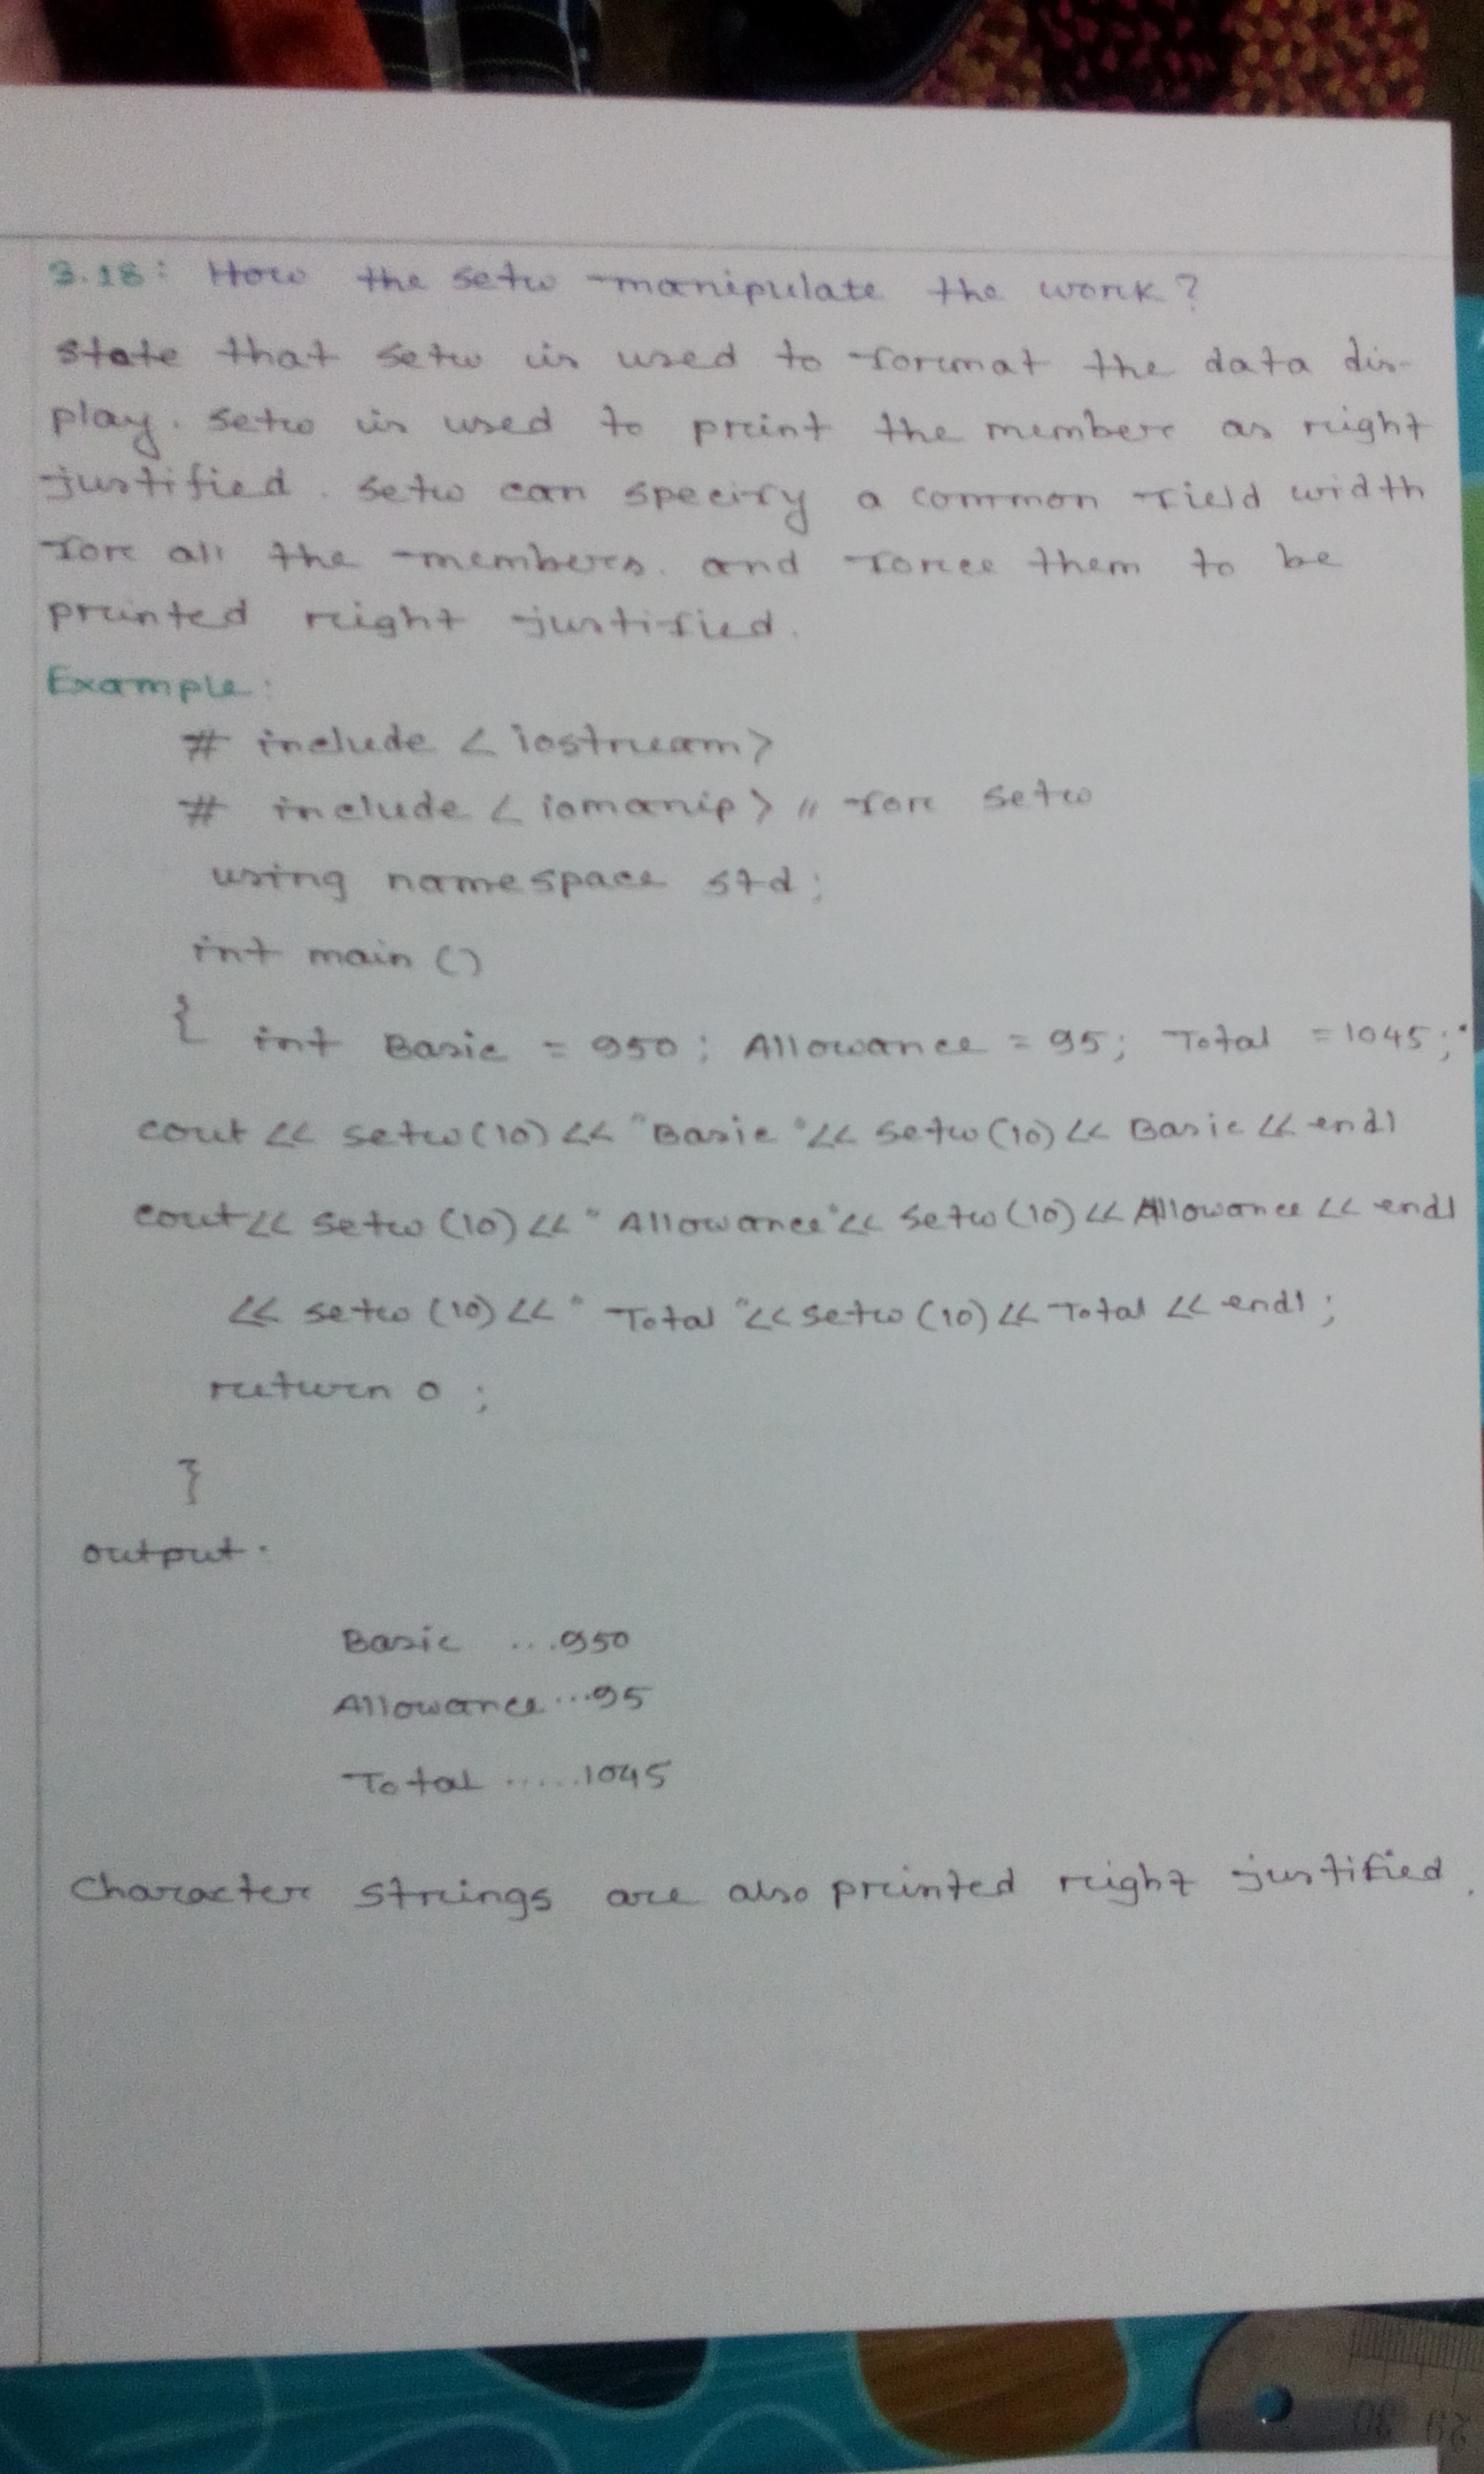 3.18: How the setw manipulate the work?
state that setw is used to format the data dis-
play. setw is used to print the member as right
justified. setw can specify a common field width
for all the members. and force them to be
printed right justified.
Example:
# include < iostream>
# include < iomanip> // for setw
using namespace std;
int main ()
{ int Basic = 950; Allowance = 95; Total = 1045;
cout << setw(10) << "Basic "<< setw(10) << Basic << endl
cout << setw(10) << " Allowance"<< setw(10) << Allowance << endl
<< setw (10) << " Total "<< setw(10) << Total << endl;
return 0 ;
}
output.
Basic ...950
Allowance ...95
Total .....1045
Character strings are also printed right justified.
30 29